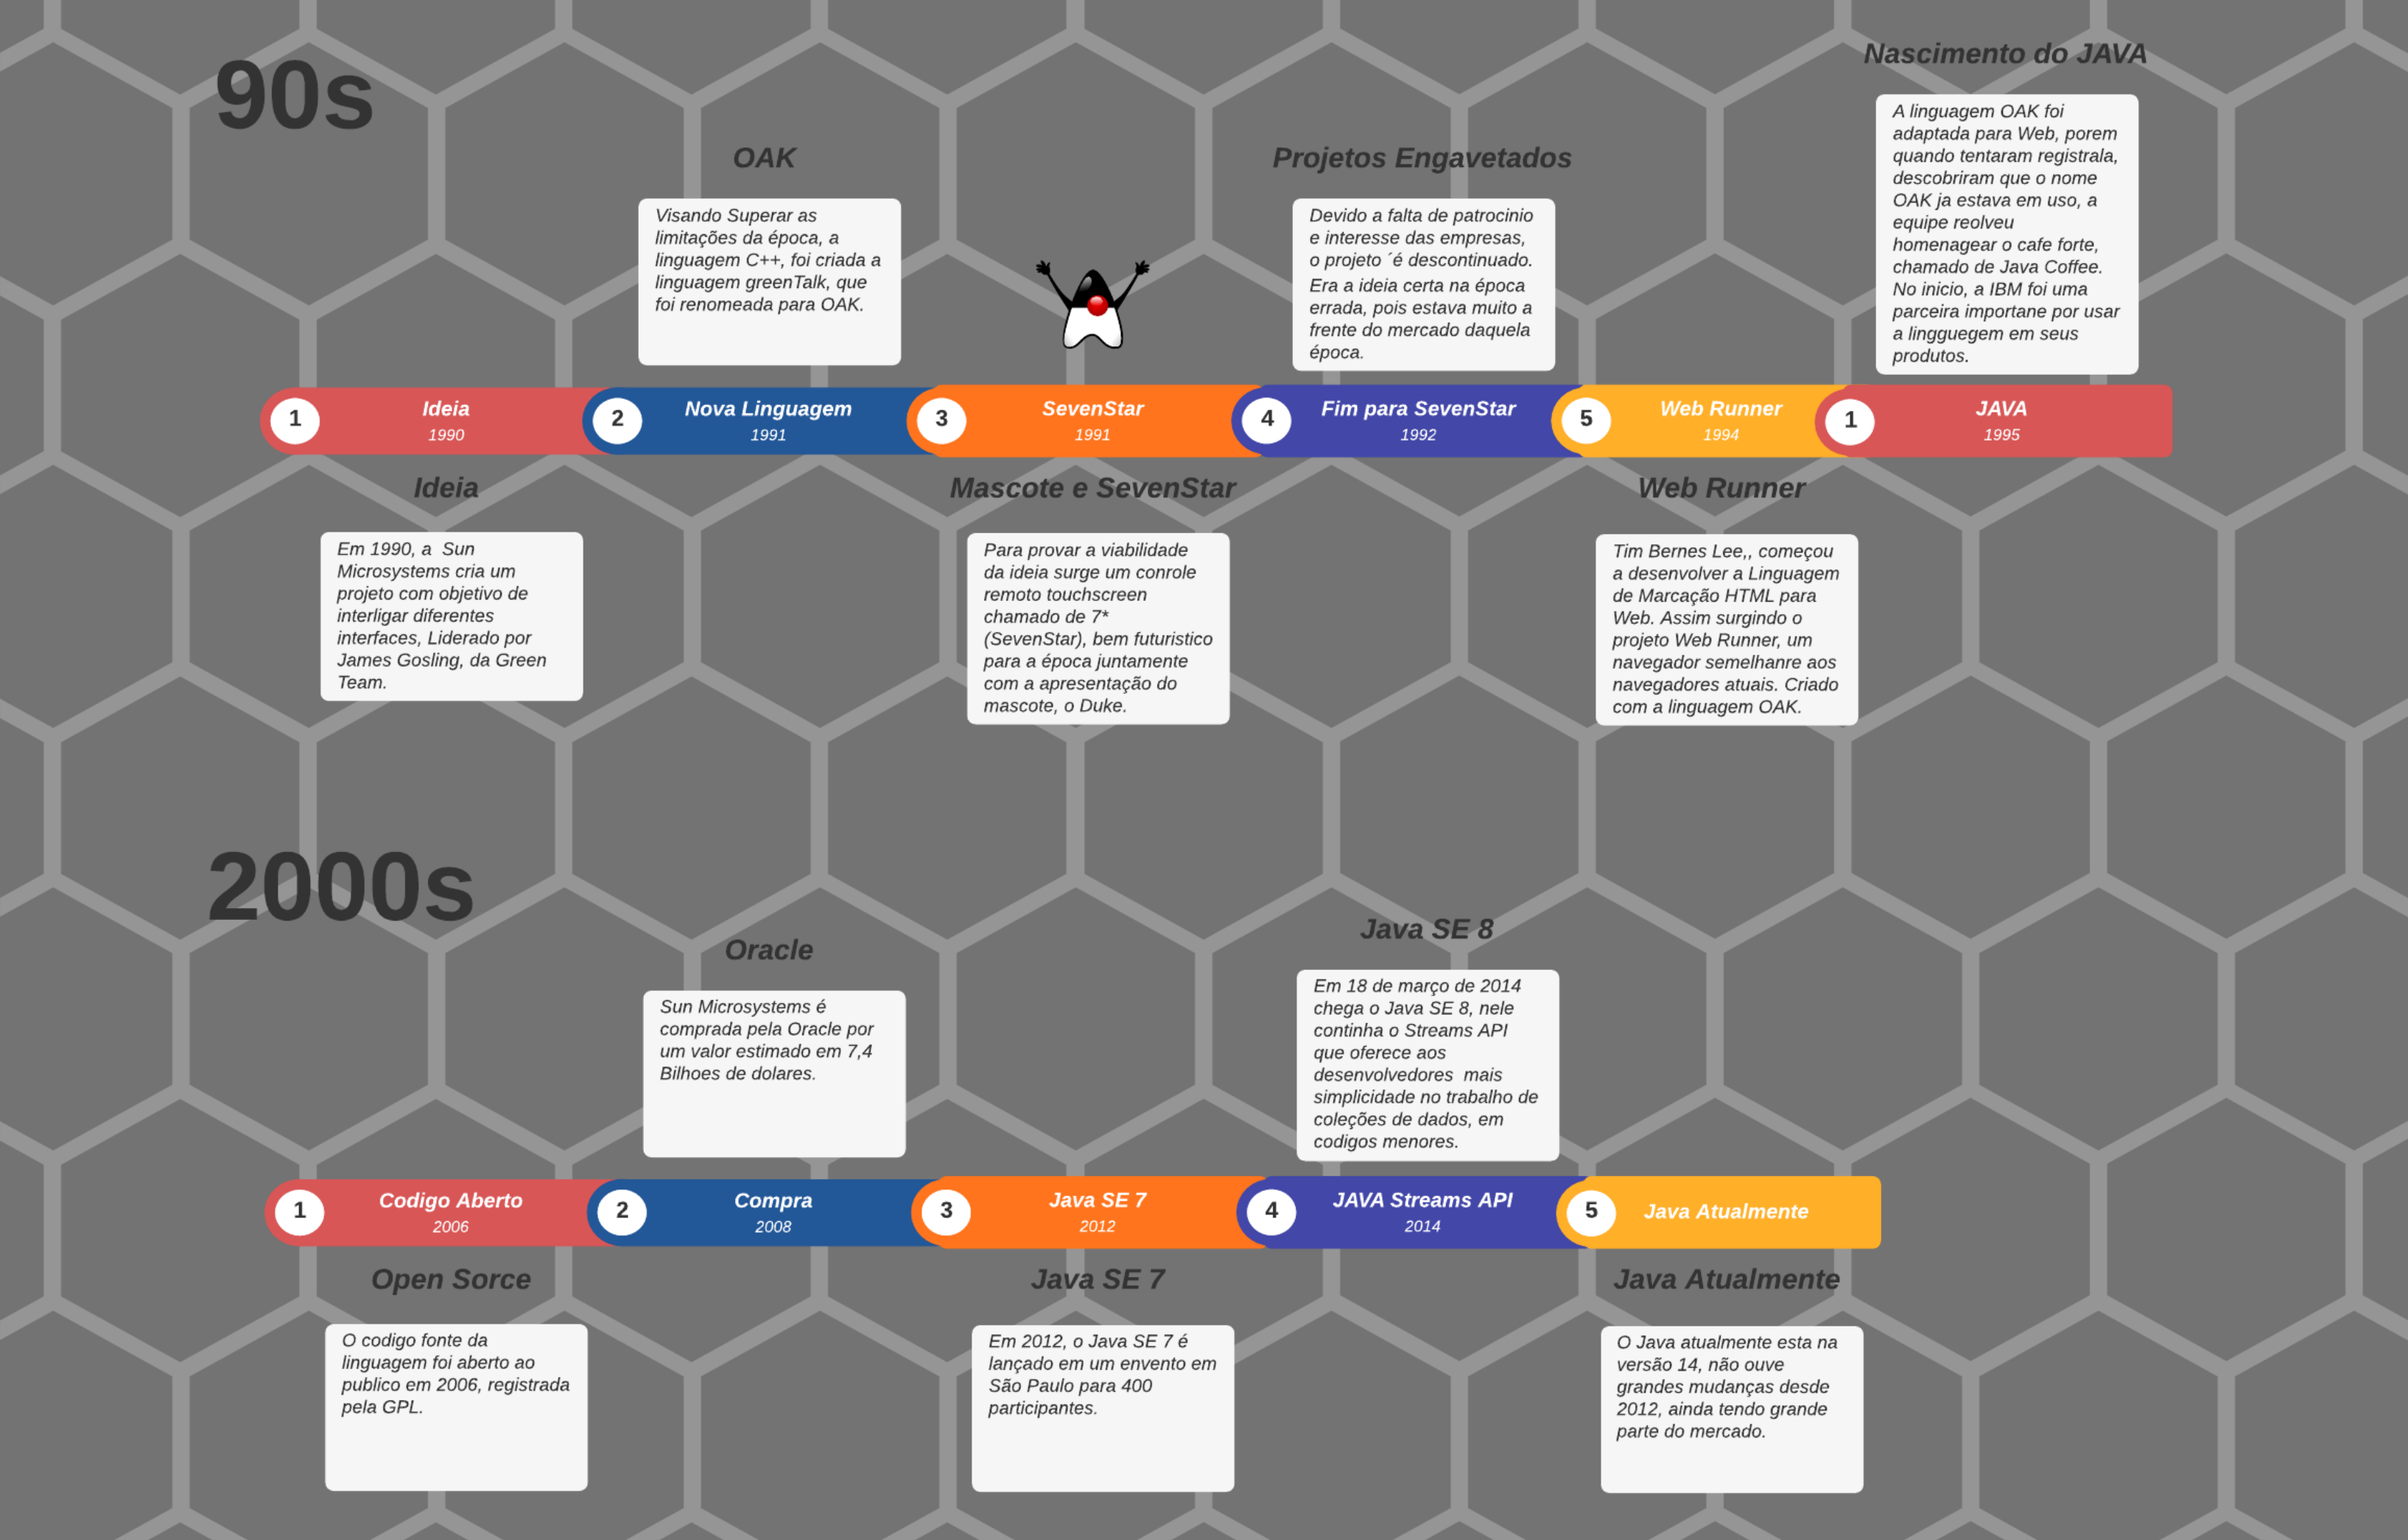 90s
Nascimento do JAVA
A linguagem OAK foi
adaptada para Web, porem
quando tentaram registrala,
descobriram que o nome
OAK ja estava em uso, a
equipe reolveu
homenagear o cafe forte,
chamado de Java Coffee.
No inicio, a IBM foi uma
parceira importane por usar
a lingguegem em seus
produtos.
OAK
Visando Superar as
limitações da época, a
linguagem C++, foi criada a
linguagem greenTalk, que
foi renomeada para OAK.
Projetos Engavetados
Devido a falta de patrocinio
e interesse das empresas,
o projeto ´é descontinuado.
Era a ideia certa na época
errada, pois estava muito a
frente do mercado daquela
época.
1
Ideia
1990
2
Nova Linguagem
1991
3
SevenStar
1991
4
Fim para SevenStar
1992
5
Web Runner
1994
1
JAVA
1995
Ideia
Em 1990, a  Sun
Microsystems cria um
projeto com objetivo de
interligar diferentes
interfaces, Liderado por
James Gosling, da Green
Team.
Mascote e SevenStar
Para provar a viabilidade
da ideia surge um conrole
remoto touchscreen
chamado de 7*
(SevenStar), bem futuristico
para a época juntamente
com a apresentação do
mascote, o Duke.
Web Runner
Tim Bernes Lee,, começou
a desenvolver a Linguagem
de Marcação HTML para
Web. Assim surgindo o
projeto Web Runner, um
navegador semelhanre aos
navegadores atuais. Criado
com a linguagem OAK.
2000s
Oracle
Sun Microsystems é
comprada pela Oracle por
um valor estimado em 7,4
Bilhoes de dolares.
Java SE 8
Em 18 de março de 2014
chega o Java SE 8, nele
continha o Streams API
que oferece aos
desenvolvedores  mais
simplicidade no trabalho de
coleções de dados, em
codigos menores.
1
Codigo Aberto
2006
2
Compra
2008
3
Java SE 7
2012
4
JAVA Streams API
2014
5
Java Atualmente
Open Sorce
O codigo fonte da
linguagem foi aberto ao
publico em 2006, registrada
pela GPL.
Java SE 7
Em 2012, o Java SE 7 é
lançado em um envento em
São Paulo para 400
participantes.
Java Atualmente
O Java atualmente esta na
versão 14, não ouve
grandes mudanças desde
2012, ainda tendo grande
parte do mercado.